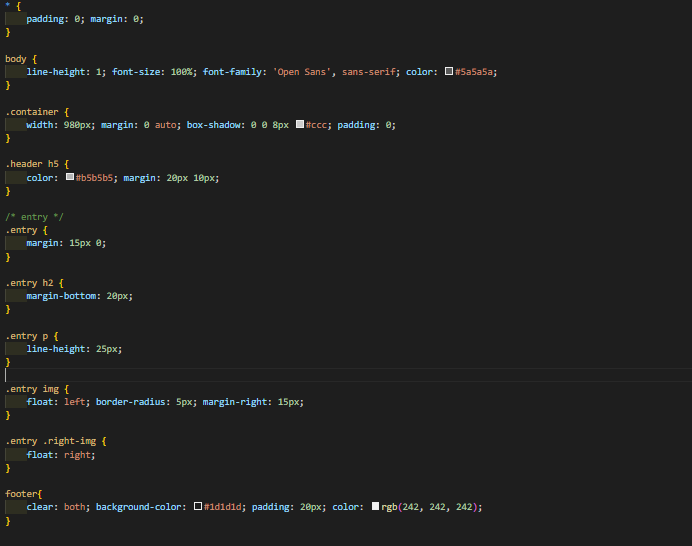 * {
padding: 0; margin: 0;
}
body {
line-height: 1; font-size: 100%; font-family: 'Open Sans', sans-serif; color: #5a5a5a;
}
.container {
width: 980px; margin: 0 auto; box-shadow: 0 0 8px #ccc; padding: 0;
}
.header h5 {
color: #b5b5b5; margin: 20px 10px;
}
/* entry */
.entry {
margin: 15px 0;
}
.entry h2 {
margin-bottom: 20px;
}
.entry p {
line-height: 25px;
}
.entry img {
float: left; border-radius: 5px; margin-right: 15px;
}
.entry .right-img {
float: right;
}
footer{
clear: both; background-color: #1d1d1d; padding: 20px; color: rgb(242, 242, 242);
}